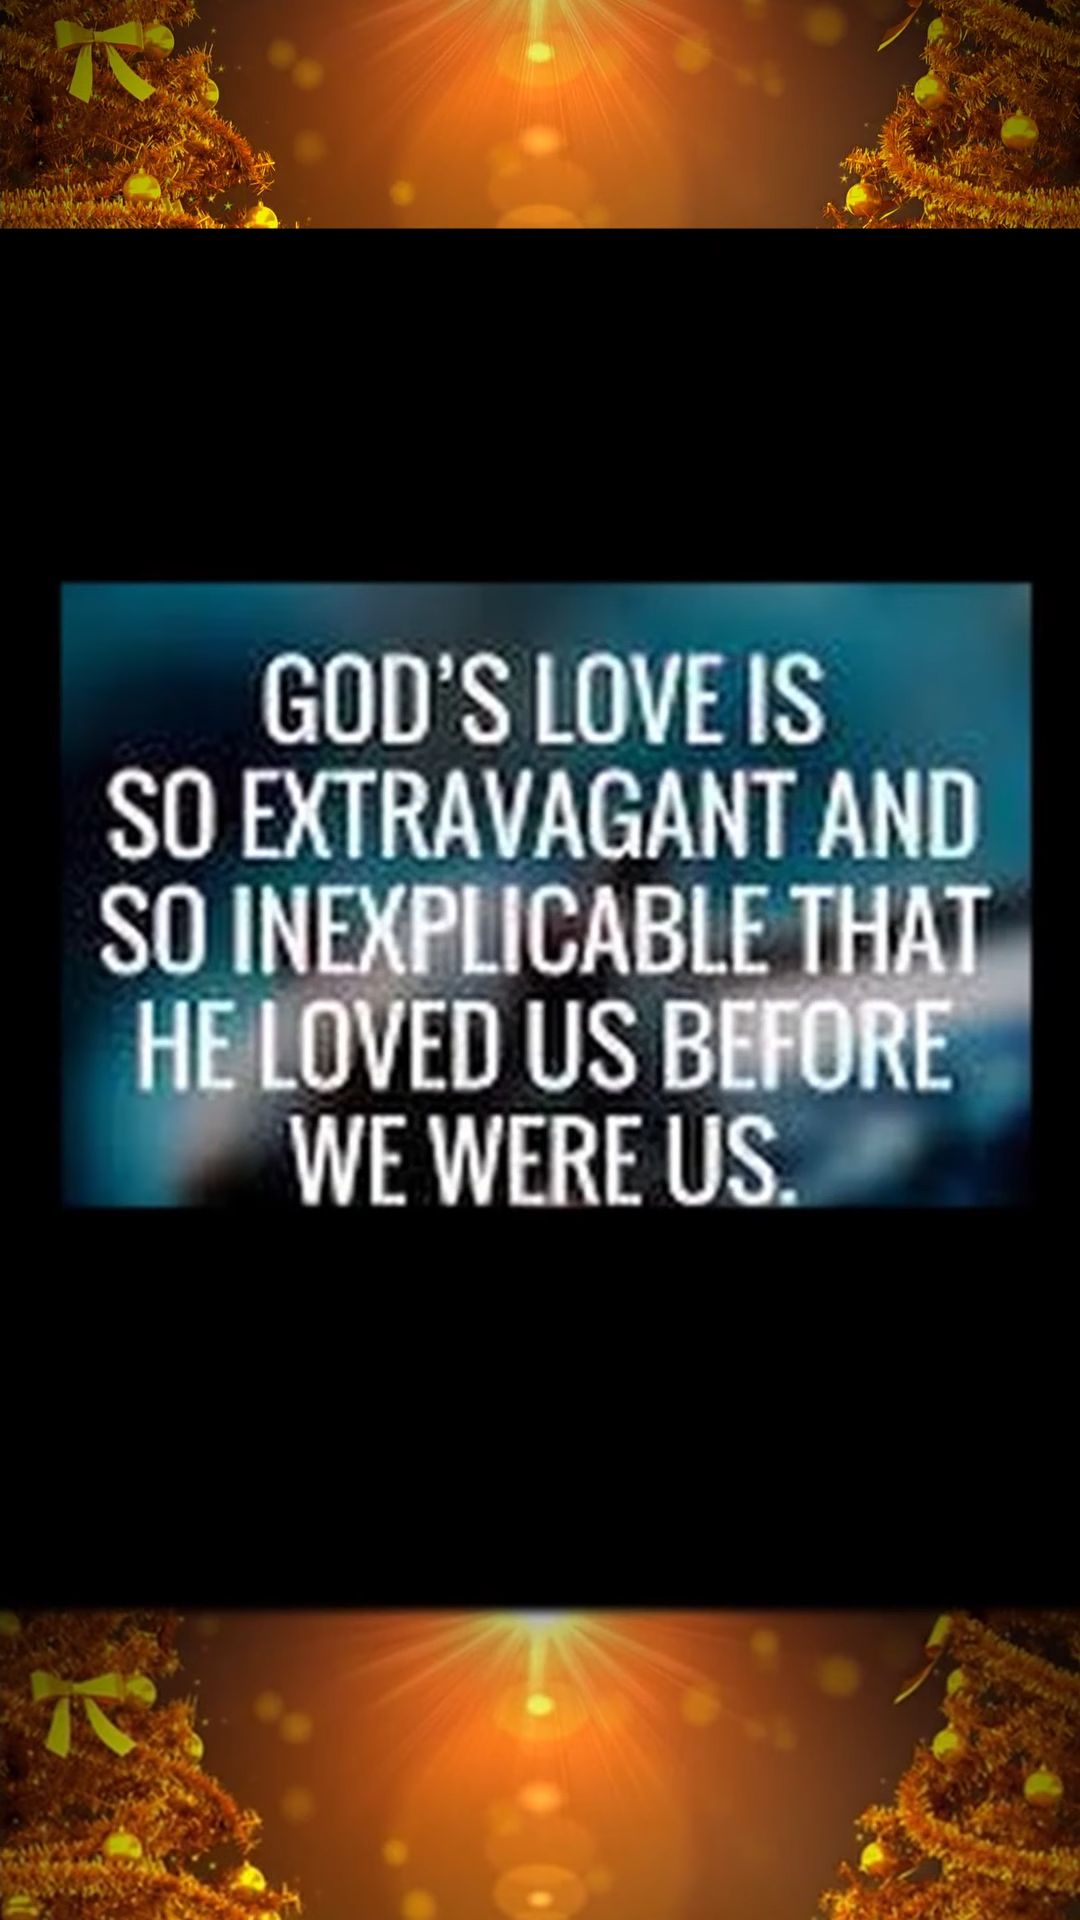 GOD’S LOVE IS
SO EXTRAVAGANT AND
SO INEXPLICABLE THAT
HE LOVED US BEFORE
WE WERE US.